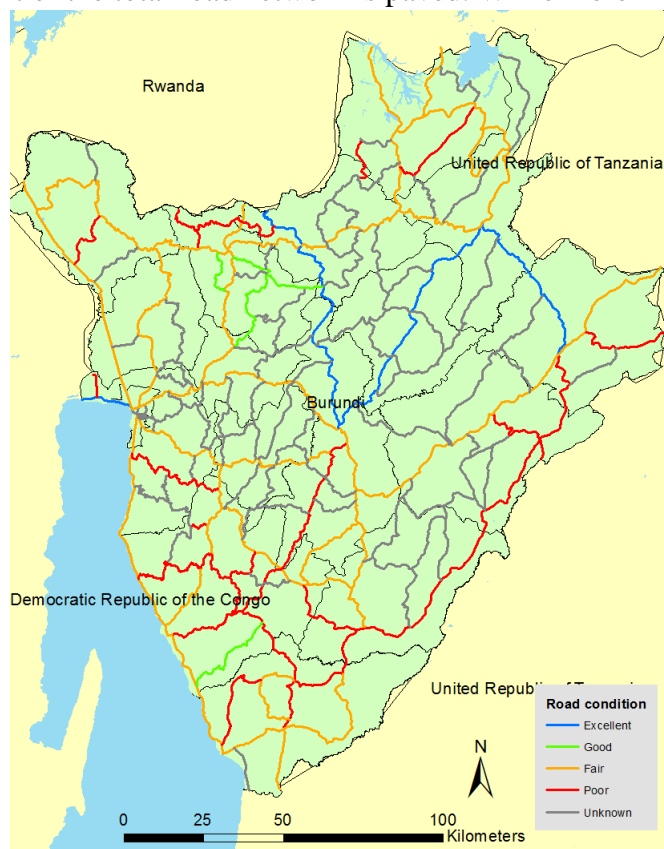 Rwanda
United Republic of Tanzania
Burundi
Democratic Republic of the Congo
United Republic of
Road condition
Excellent
Good
Fair
Poor
Unknown
N
0 25 50 100
Kilometers